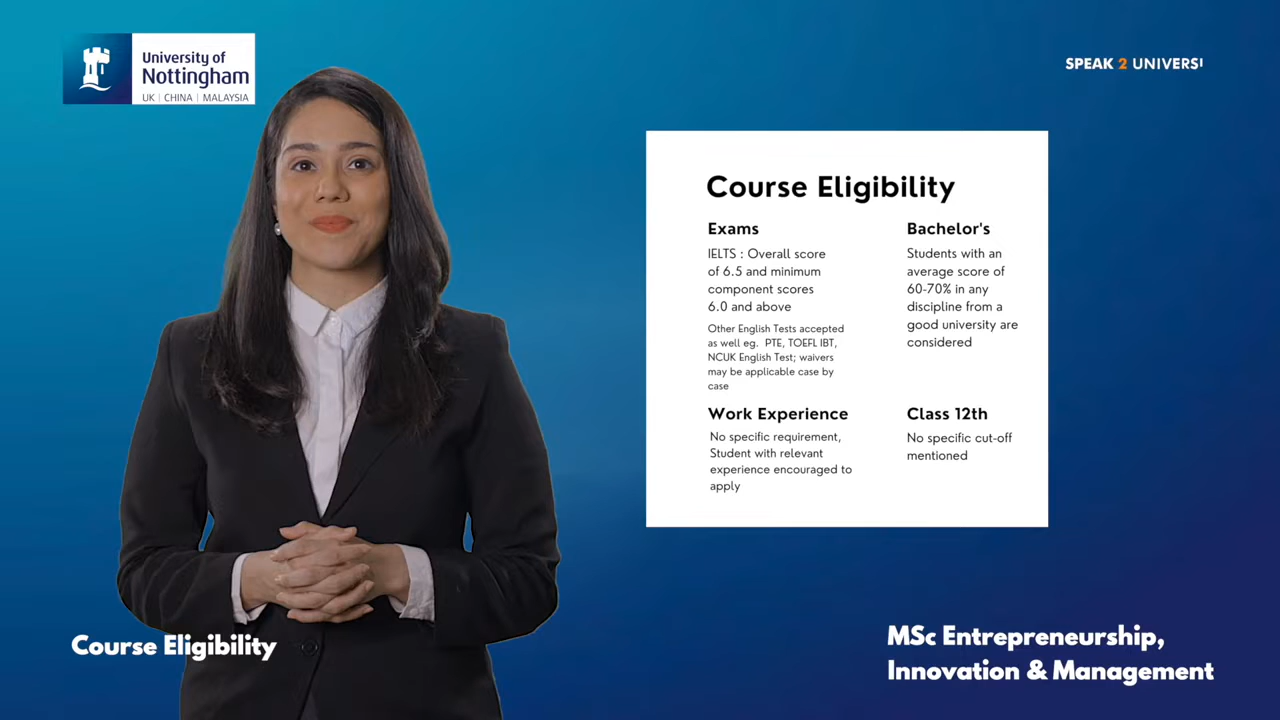 University of
Nottingham
UK | CHINA | MALAYSIA
SPEAK 2
Course Eligibility
Exams
IELTS : Overall score
of 6.5 and minimum
component scores
6.0 and above
Other English Tests accepted
as well eg. PTE, TOEFL IBT,
NCUK English Test; waivers
may be applicable case by
case
Bachelor's
Students with an
average score of
60-70% in any
discipline from a
good university are
considered
Work Experience
No specific requirement,
Student with relevant
experience encouraged to
apply
Class 12th
No specific cut-off
mentioned
Course Eligibility
MSc Entrepreneurship,
Innovation & Management